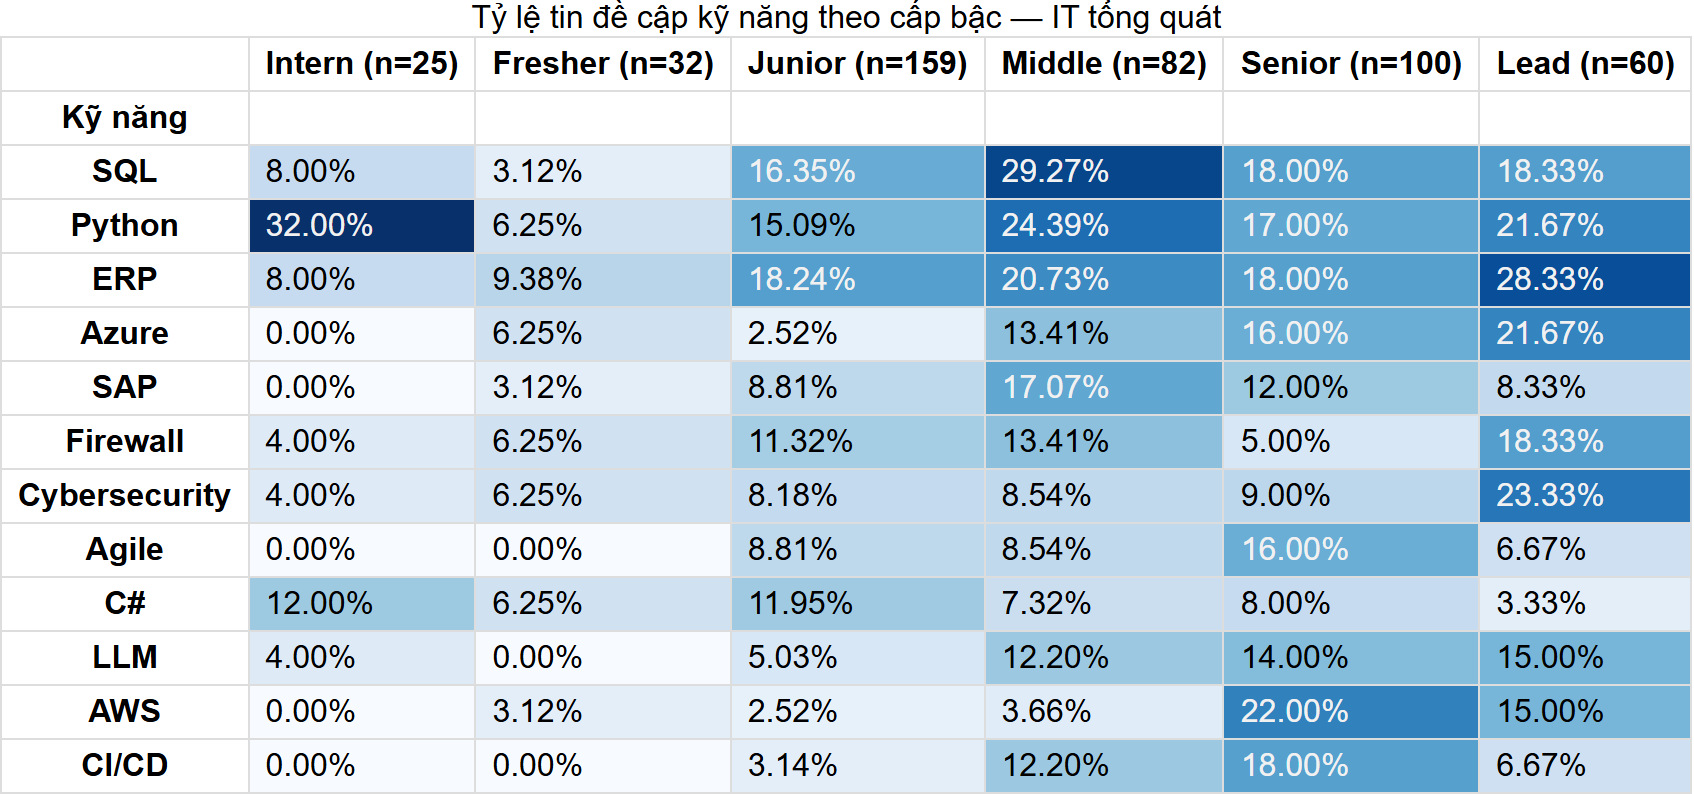 Tỷ lệ tin đề cập kỹ năng theo cấp bậc — IT tổng quát
Intern (n=25) Fresher (n=32) Junior (n=159) Middle (n=82) Senior (n=100) Lead (n=60)
Kỹ năng
SQL 8.00% 3.12% 16.35% 29.27% 18.00% 18.33%
Python 32.00% 6.25% 15.09% 24.39% 17.00% 21.67%
ERP 8.00% 9.38% 18.24% 20.73% 18.00% 28.33%
Azure 0.00% 6.25% 2.52% 13.41% 16.00% 21.67%
SAP 0.00% 3.12% 8.81% 17.07% 12.00% 8.33%
Firewall 4.00% 6.25% 11.32% 13.41% 5.00% 18.33%
Cybersecurity 4.00% 6.25% 8.18% 8.54% 9.00% 23.33%
Agile 0.00% 0.00% 8.81% 8.54% 16.00% 6.67%
C# 12.00% 6.25% 11.95% 7.32% 8.00% 3.33%
LLM 4.00% 0.00% 5.03% 12.20% 14.00% 15.00%
AWS 0.00% 3.12% 2.52% 3.66% 22.00% 15.00%
CI/CD 0.00% 0.00% 3.14% 12.20% 18.00% 6.67%